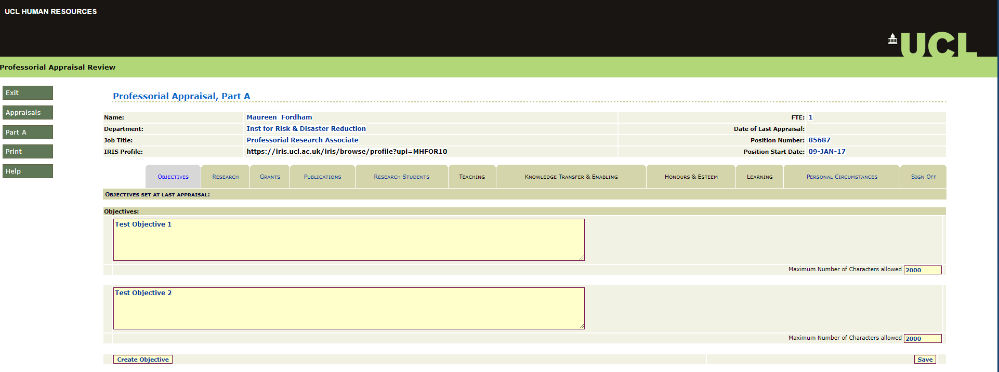 UCL HUMAN RESOURCES
UCL
Professorial Appraisal Review
Exit
Appraisals
Part A
Print
Help
Professorial Appraisal, Part A
Name: Maureen Fordham FTE: 1
Department: Inst for Risk & Disaster Reduction Date of Last Appraisal:
Job Title: Professorial Research Associate Position Number: 85687
IRIS Profile: https://iris.ucl.ac.uk/iris/browse/profile?upi=MHFOR10 Position Start Date: 09-JAN-17
Objectives Research Grants Publications Research Students Teaching Knowledge Transfer & Enabling Honours & Esteem Learning Personal Circumstances Sign Off
Objectives set at last appraisal:
Objectives:
Test Objective 1
Maximum Number of Characters allowed 2000
Test Objective 2
Maximum Number of Characters allowed 2000
Create Objective Save